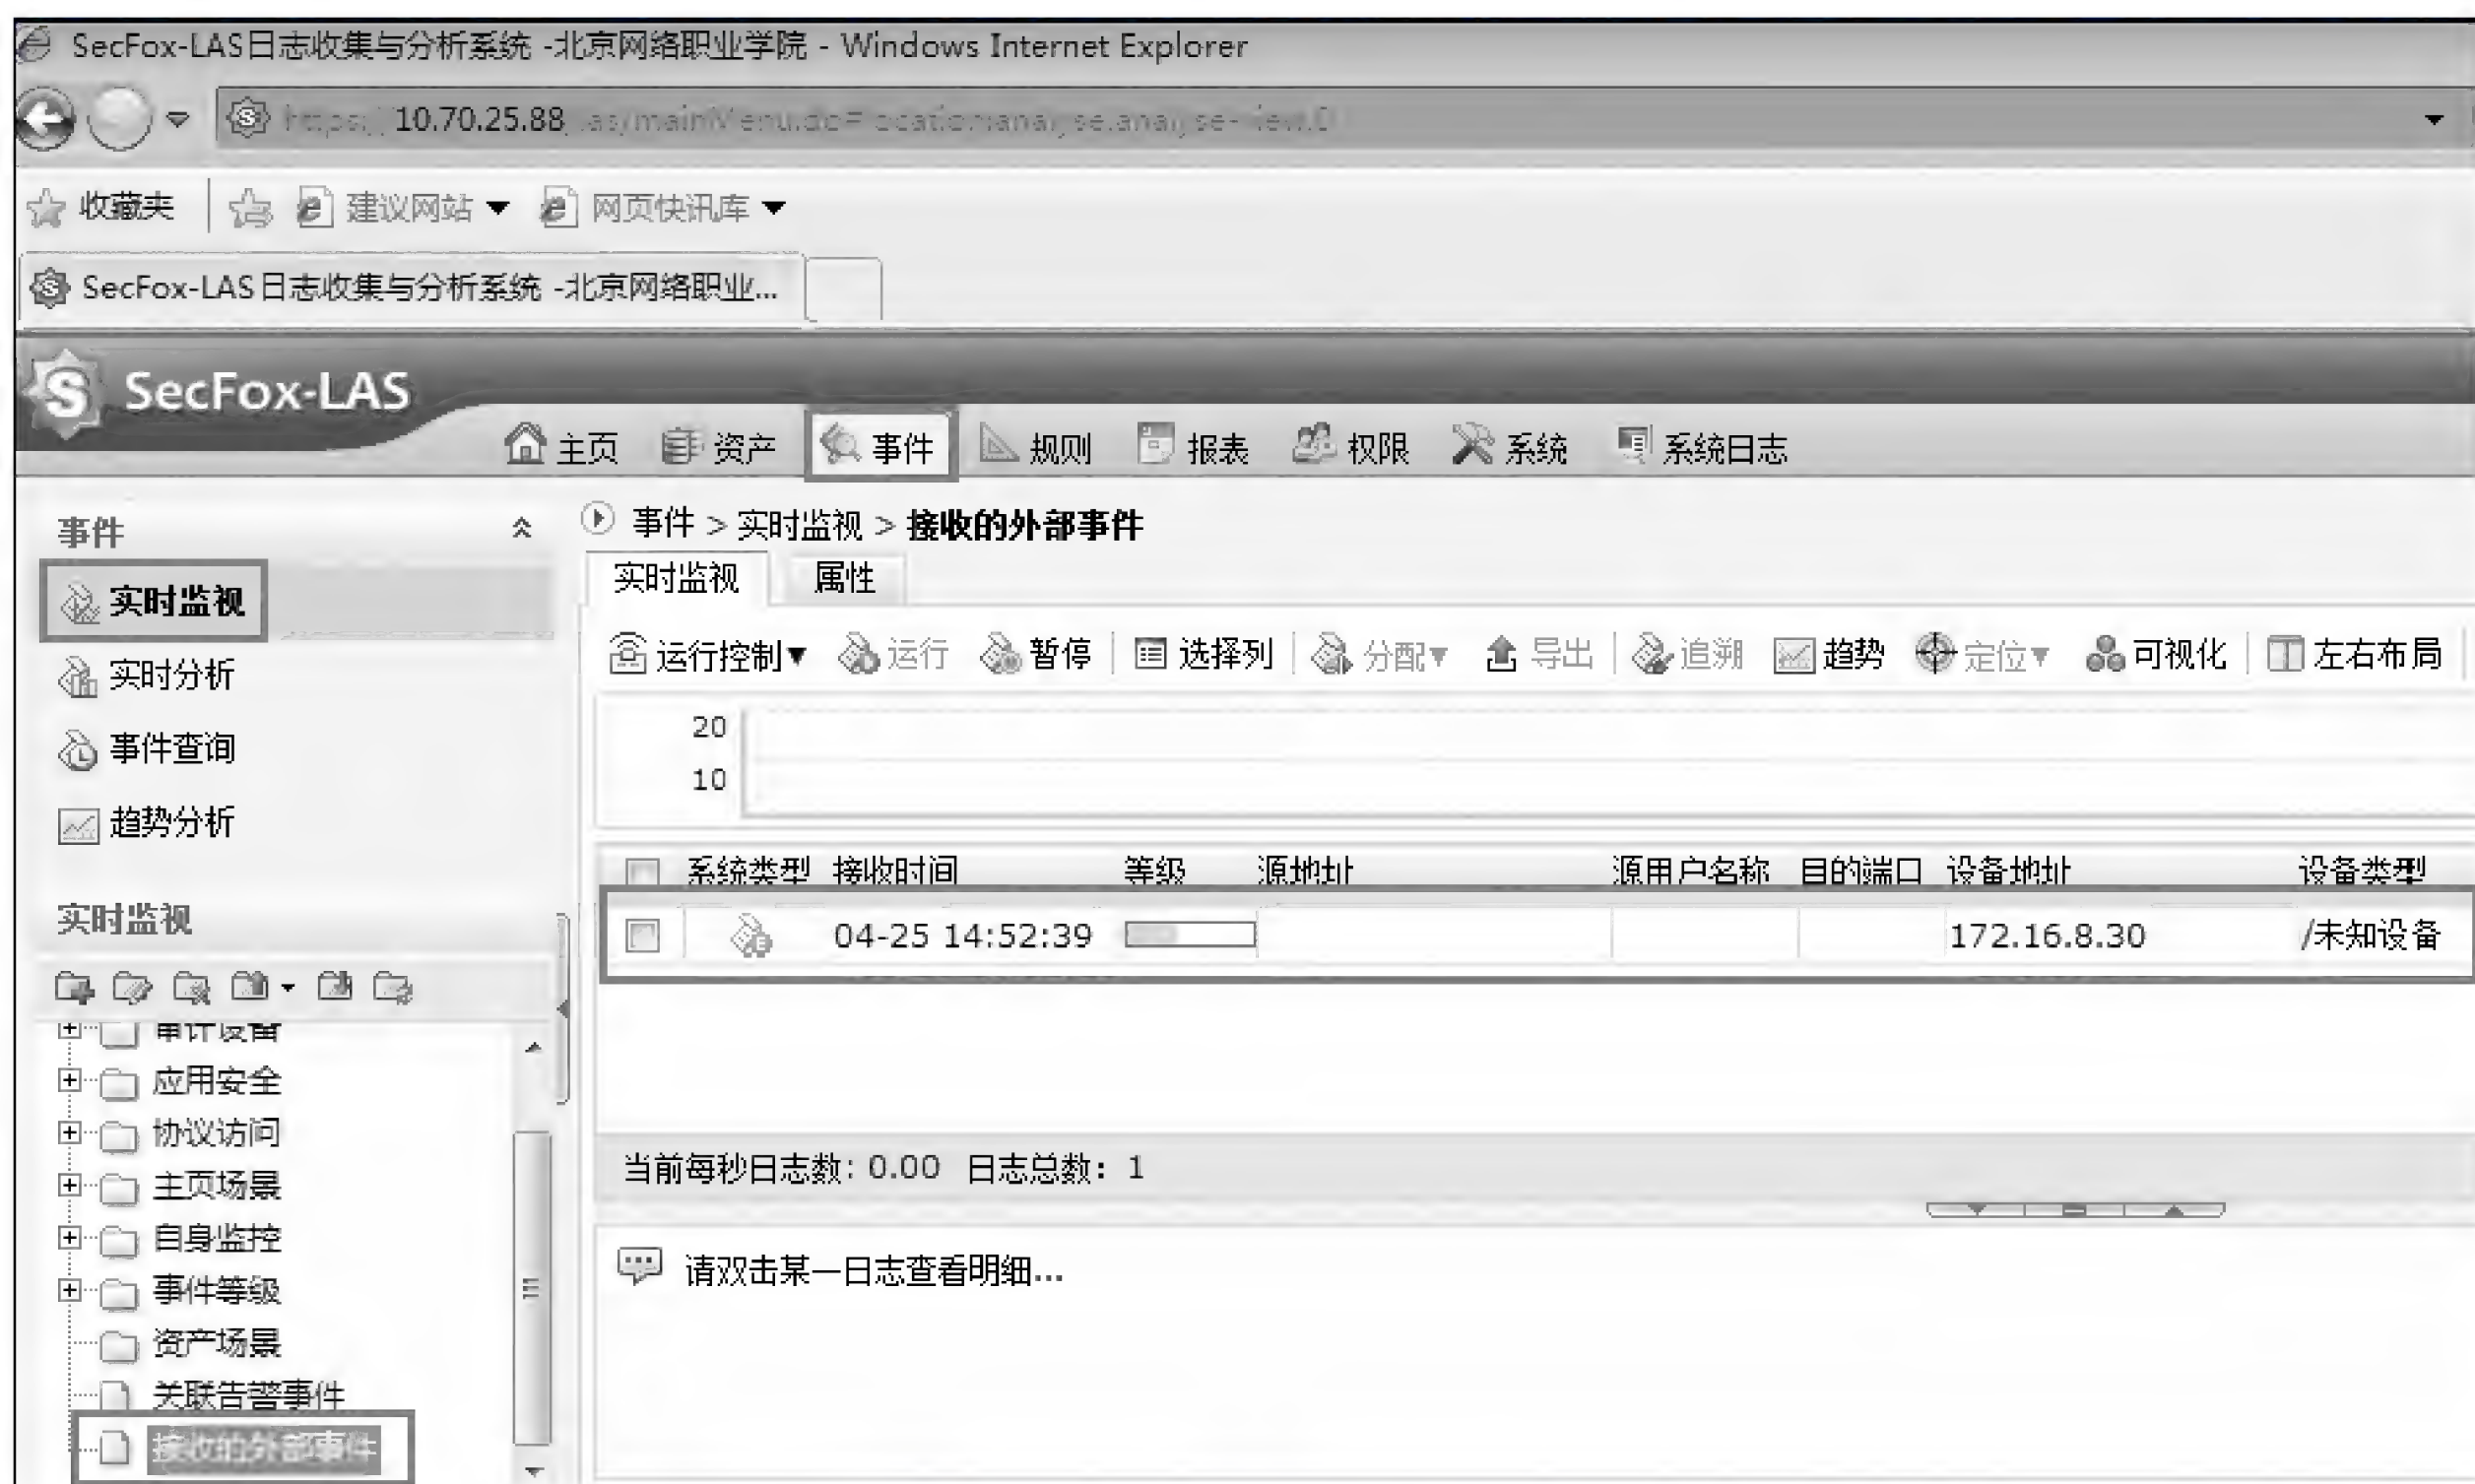 SecFox-LAS日志收集与分析系统 -北京网络职业学院 - Windows Internet Explorer
10.70.25.88
收藏夹 建议网站 网页快讯库
SecFox-LAS日志收集与分析系统 -北京网络职业...
SecFox-LAS
主页 资产 事件 规则 报表 权限 系统 系统日志
事件
实时监视
实时分析
事件查询
趋势分析
实时监视
审计设备
应用安全
协议访问
主页场景
自身监控
事件等级
资产场景
关联告警事件
接收的外部事件
事件 > 实时监视 > 接收的外部事件
实时监视 属性
运行控制▼ 运行 暂停 选择列 分配▼ 导出 追溯 趋势 定位▼ 可视化 左右布局
20
10
系统类型 接收时间 等级 源地址 源用户名称 目的端口 设备地址 设备类型
04-25 14:52:39 172.16.8.30 /未知设备
当前每秒日志数: 0.00 日志总数: 1
请双击某一日志查看明细...